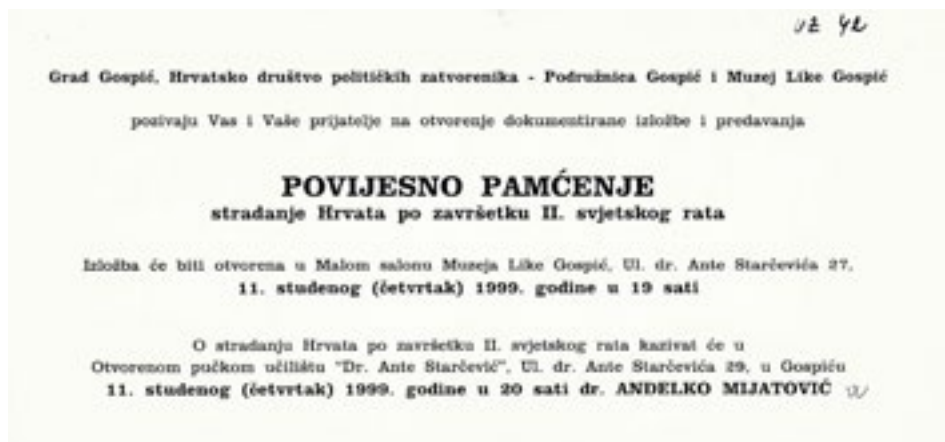 už 42
Grad Gospić, Hrvatsko društvo političkih zatvorenika - Podružnica Gospić i Muzej Like Gospić
pozivaju Vas i Vaše prijatelje na otvorenje dokumentirane izložbe i predavanja
POVIJESNO PAMĆENJE
stradanje Hrvata po završetku II. svjetskog rata
Izložba će biti otvorena u Malom salonu Muzeja Like Gospić, Ul. dr. Ante Starčevića 27,
11. studenog (četvrtak) 1999. godine u 19 sati
O stradanju Hrvata po završetku II. svjetskog rata kazivat će u
Otvorenom pučkom učilištu "Dr. Ante Starčević", Ul. dr. Ante Starčevića 29, u Gospiću
11. studenog (četvrtak) 1999. godine u 20 sati dr. ANĐELKO MIJATOVIĆ